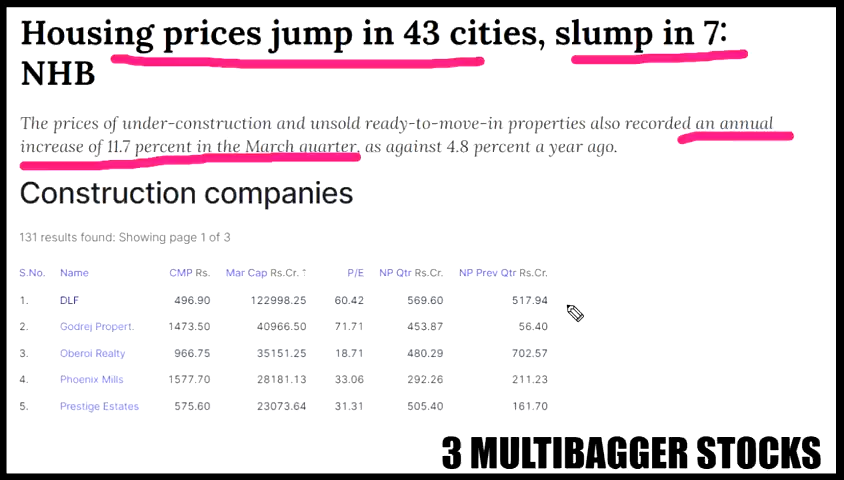 Housing prices jump in 43 cities, slump in 7:
NHB
The prices of under-construction and unsold ready-to-move-in properties also recorded an annual
increase of 11.7 percent in the March quarter, as against 4.8 percent a year ago.
Construction companies
131 results found: Showing page 1 of 3
S.No. Name CMP Rs. Mar Cap Rs.Cr. ↑ P/E NP Qtr Rs.Cr. NP Prev Qtr Rs.Cr.
1. DLF 496.90 122998.25 60.42 569.60 517.94
2. Godrej Propert. 1473.50 40966.50 71.71 453.87 56.40
3. Oberoi Realty 966.75 35151.25 18.71 480.29 702.57
4. Phoenix Mills 1577.70 28181.13 33.06 292.26 211.23
5. Prestige Estates 575.60 23073.64 31.31 505.40 161.70
3 MULTIBAGGER STOCKS